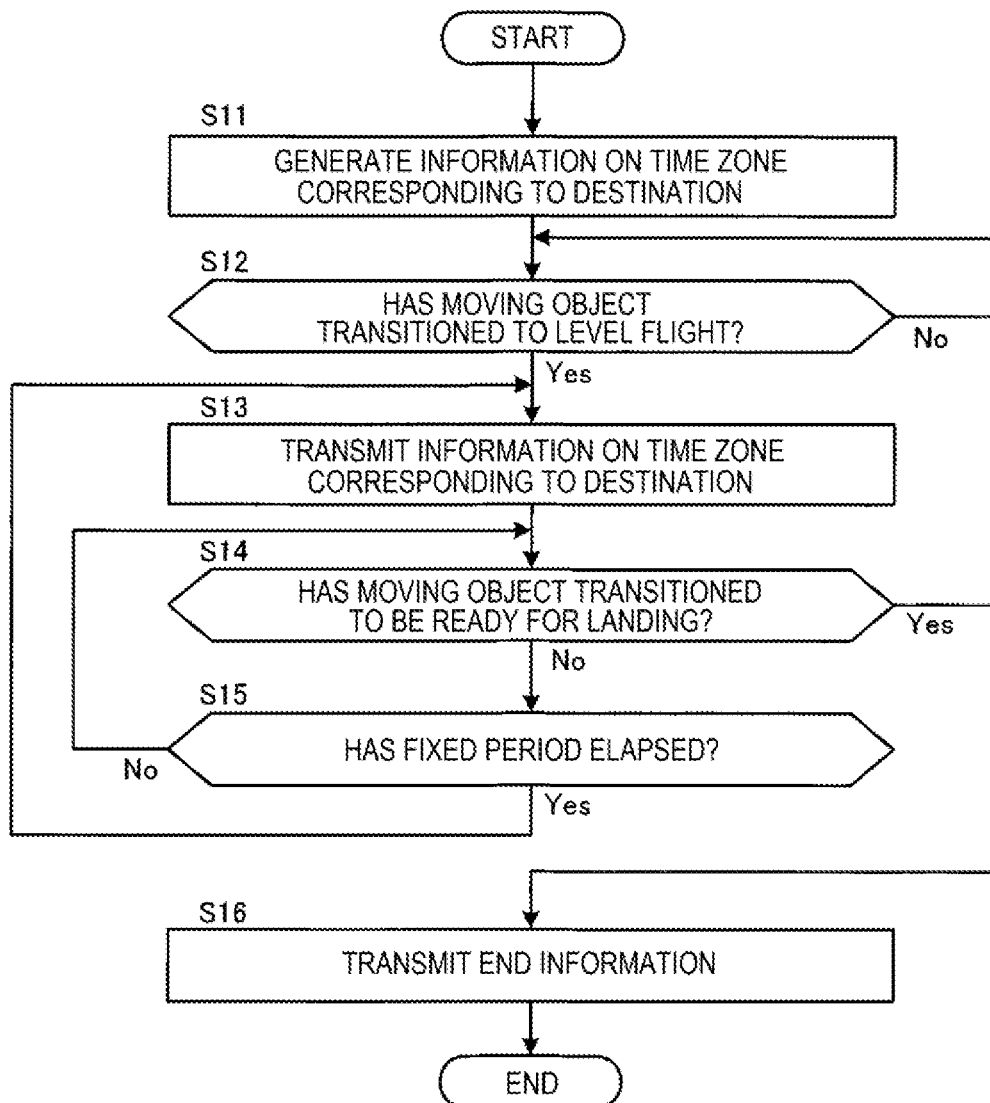 START
S11
GENERATE INFORMATION ON TIME ZONE
CORRESPONDING TO DESTINATION
S12
HAS MOVING OBJECT
TRANSITIONED TO LEVEL FLIGHT?
No
Yes
S13
TRANSMIT INFORMATION ON TIME ZONE
CORRESPONDING TO DESTINATION
S14
HAS MOVING OBJECT TRANSITIONED
TO BE READY FOR LANDING?
Yes
No
S15
HAS FIXED PERIOD ELAPSED?
No
Yes
S16
TRANSMIT END INFORMATION
END